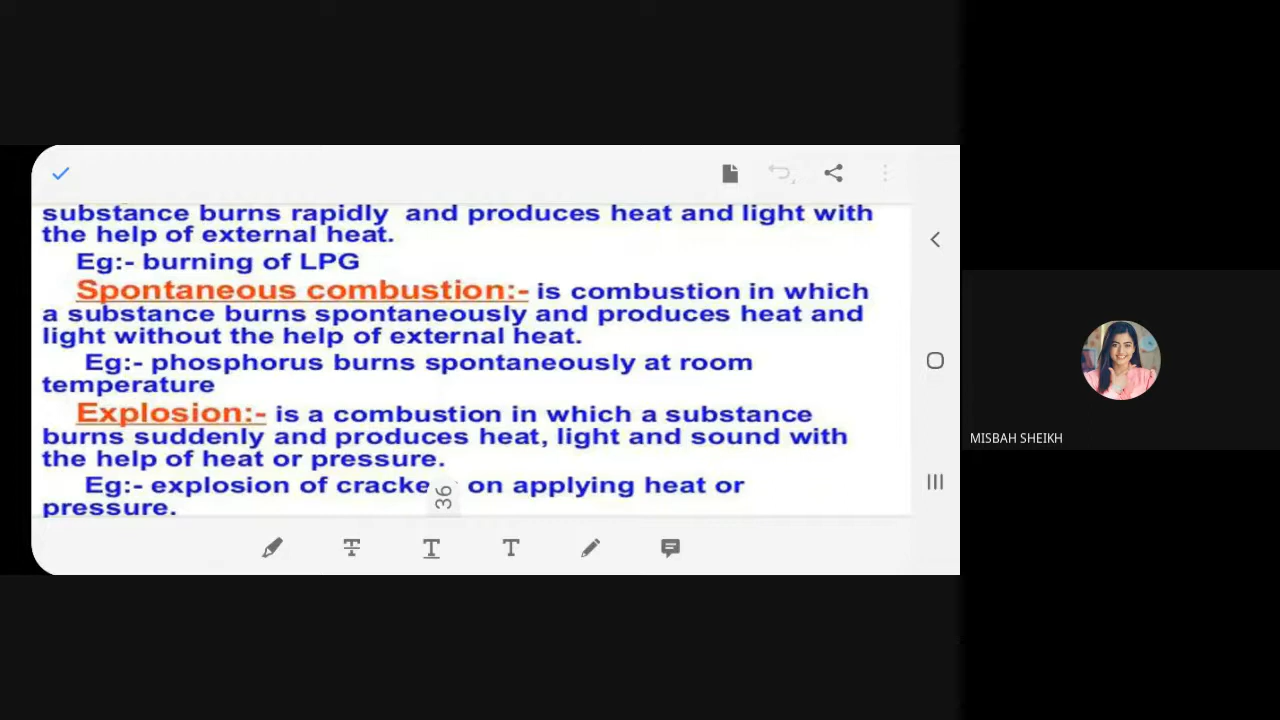 substance burns rapidly and produces heat and light with
the help of external heat.
Eg:- burning of LPG
Spontaneous combustion:- is combustion in which
a substance burns spontaneously and produces heat and
light without the help of external heat.
Eg:- phosphorus burns spontaneously at room
temperature
Explosion:- is a combustion in which a substance
burns suddenly and produces heat, light and sound with
the help of heat or pressure.
Eg:- explosion of on applying heat or
pressure.
36
MISBAH SHEIKH